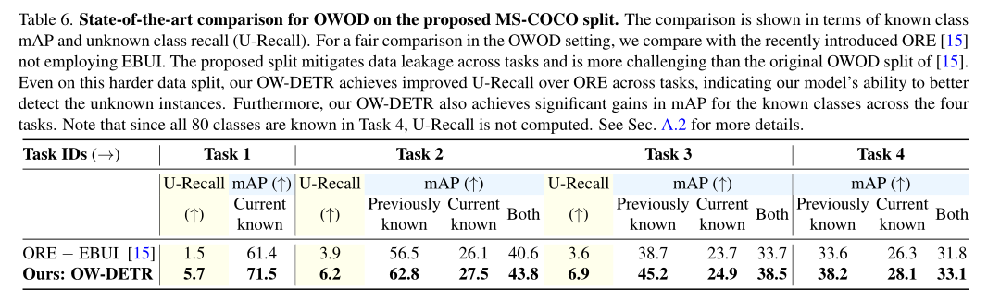 Table 6. State-of-the-art comparison for OWOD on the proposed MS-COCO split. The comparison is shown in terms of known class
mAP and unknown class recall (U-Recall). For a fair comparison in the OWOD setting, we compare with the recently introduced ORE [15]
not employing EBUI. The proposed split mitigates data leakage across tasks and is more challenging than the original OWOD split of [15].
Even on this harder data split, our OW-DETR achieves improved U-Recall over ORE across tasks, indicating our model's ability to better
detect the unknown instances. Furthermore, our OW-DETR also achieves significant gains in mAP for the known classes across the four
tasks. Note that since all 80 classes are known in Task 4, U-Recall is not computed. See Sec. A.2 for more details.
Task IDs (→) Task 1 Task 2 Task 3 Task 4
U-Recall mAP (↑) U-Recall mAP (↑) U-Recall mAP (↑) mAP (↑)
(↑) Current known (↑) Previously known Current known Both (↑) Previously known Current known Both Previously known Current known Both
ORE − EBUI [15] 1.5 61.4 3.9 56.5 26.1 40.6 3.6 38.7 23.7 33.7 33.6 26.3 31.8
Ours: OW-DETR 5.7 71.5 6.2 62.8 27.5 43.8 6.9 45.2 24.9 38.5 38.2 28.1 33.1